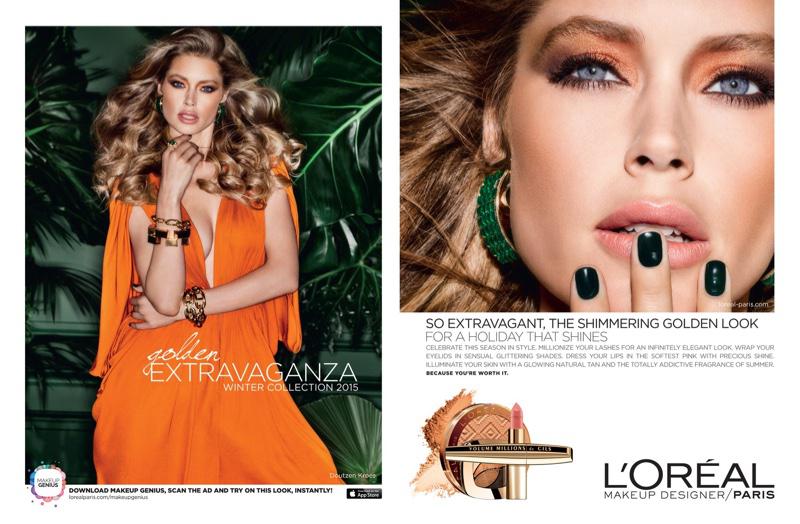 golden
EXTRAVAGANZA
WINTER COLLECTION 2015
Doutzen Kroes
MAKEUP
GENIUS
DOWNLOAD MAKEUP GENIUS, SCAN THE AD AND TRY ON THIS LOOK, INSTANTLY!
lorealparis.com/makeupgenius
App Store
loreal-paris.com
SO EXTRAVAGANT, THE SHIMMERING GOLDEN LOOK
FOR A HOLIDAY THAT SHINES
CELEBRATE THIS SEASON IN STYLE. MILLIONIZE YOUR LASHES FOR AN INFINITELY ELEGANT LOOK. WRAP YOUR
EYELIDS IN SENSUAL GLITTERING SHADES. DRESS YOUR LIPS IN THE SOFTEST PINK WITH PRECIOUS SHINE.
ILLUMINATE YOUR SKIN WITH A GLOWING NATURAL TAN AND THE TOTALLY ADDICTIVE FRAGRANCE OF SUMMER.
BECAUSE YOU'RE WORTH IT.
VOLUME MILLIONS DE CILS
L'ORÉAL
MAKEUP DESIGNER/PARIS